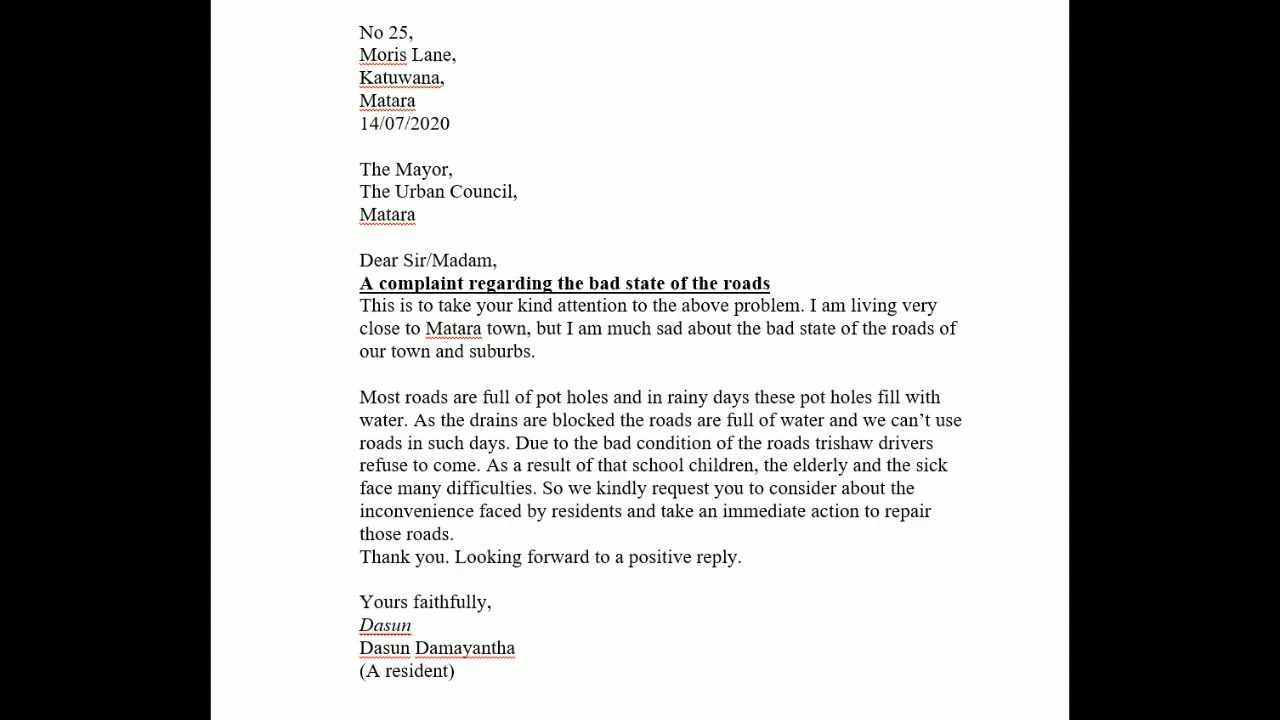 No 25,
Moris Lane,
Katuwana,
Matara
14/07/2020
The Mayor,
The Urban Council,
Matara
Dear Sir/Madam,
A complaint regarding the bad state of the roads
This is to take your kind attention to the above problem. I am living very
close to Matara town, but I am much sad about the bad state of the roads of
our town and suburbs.
Most roads are full of pot holes and in rainy days these pot holes fill with
water. As the drains are blocked the roads are full of water and we can’t use
roads in such days. Due to the bad condition of the roads trishaw drivers
refuse to come. As a result of that school children, the elderly and the sick
face many difficulties. So we kindly request you to consider about the
inconvenience faced by residents and take an immediate action to repair
those roads.
Thank you. Looking forward to a positive reply.
Yours faithfully,
Dasun
Dasun Damayantha
(A resident)